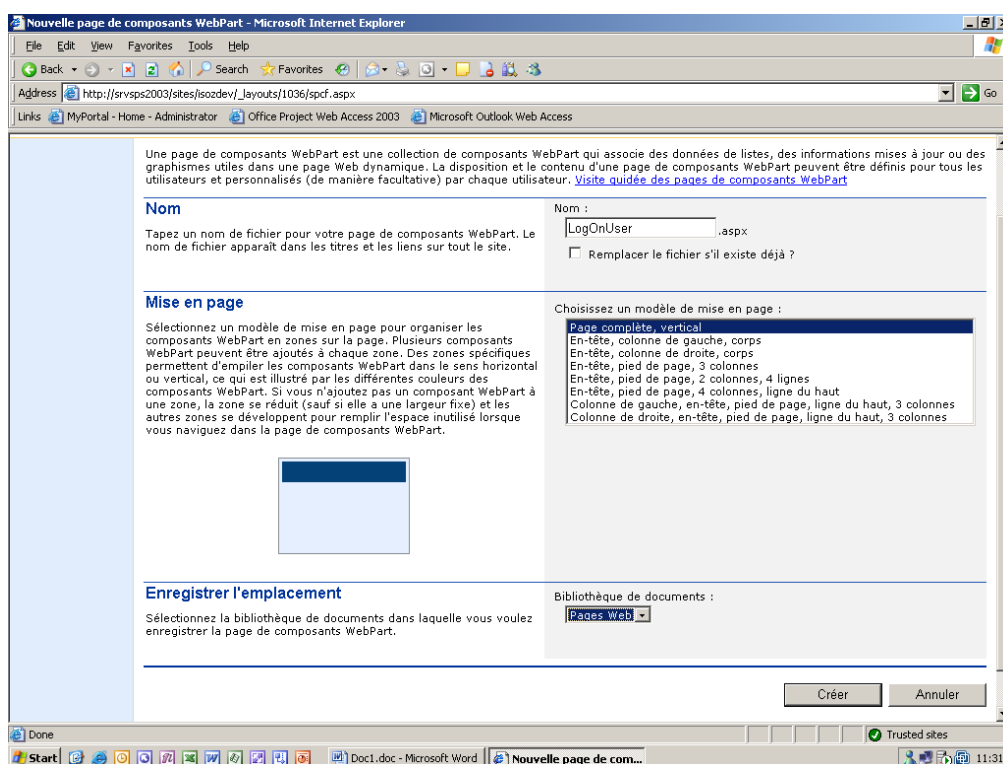 Nouvelle page de composants WebPart - Microsoft Internet Explorer
File Edit View Favorites Tools Help
Back Search Favorites
Address http://srvsps2003/sites/isozdev/_layouts/1036/spcf.aspx Go
Links MyPortal - Home - Administrator Office Project Web Access 2003 Microsoft Outlook Web Access
Une page de composants WebPart est une collection de composants WebPart qui associe des données de listes, des informations mises à jour ou des
graphismes utiles dans une page Web dynamique. La disposition et le contenu d'une page de composants WebPart peuvent être définis pour tous les
utilisateurs et personnalisés (de manière facultative) par chaque utilisateur. Visite guidée des pages de composants WebPart
Nom
Tapez un nom de fichier pour votre page de composants WebPart. Le
nom de fichier apparaît dans les titres et les liens sur tout le site.
Nom :
LogOnUser .aspx
Remplacer le fichier s'il existe déjà ?
Mise en page
Sélectionnez un modèle de mise en page pour organiser les
composants WebPart en zones sur la page. Plusieurs composants
WebPart peuvent être ajoutés à chaque zone. Des zones spécifiques
permettent d'empiler les composants WebPart dans le sens horizontal
ou vertical, ce qui est illustré par les différentes couleurs des
composants WebPart. Si vous n'ajoutez pas un composant WebPart à
une zone, la zone se réduit (sauf si elle a une largeur fixe) et les
autres zones se développent pour remplir l'espace inutilisé lorsque
vous naviguez dans la page de composants WebPart.
Choisissez un modèle de mise en page :
Page complète, vertical
En-tête, colonne de gauche, corps
En-tête, colonne de droite, corps
En-tête, pied de page, 3 colonnes
En-tête, pied de page, 2 colonnes, 4 lignes
En-tête, pied de page, 4 colonnes, ligne du haut
Colonne de gauche, en-tête, pied de page, ligne du haut, 3 colonnes
Colonne de droite, en-tête, pied de page, ligne du haut, 3 colonnes
Enregistrer l'emplacement
Sélectionnez la bibliothèque de documents dans laquelle vous voulez
enregistrer la page de composants WebPart.
Bibliothèque de documents :
Pages Web
Créer Annuler
Done Trusted sites
Start Doc1.doc - Microsoft Word Nouvelle page de com... 11:31